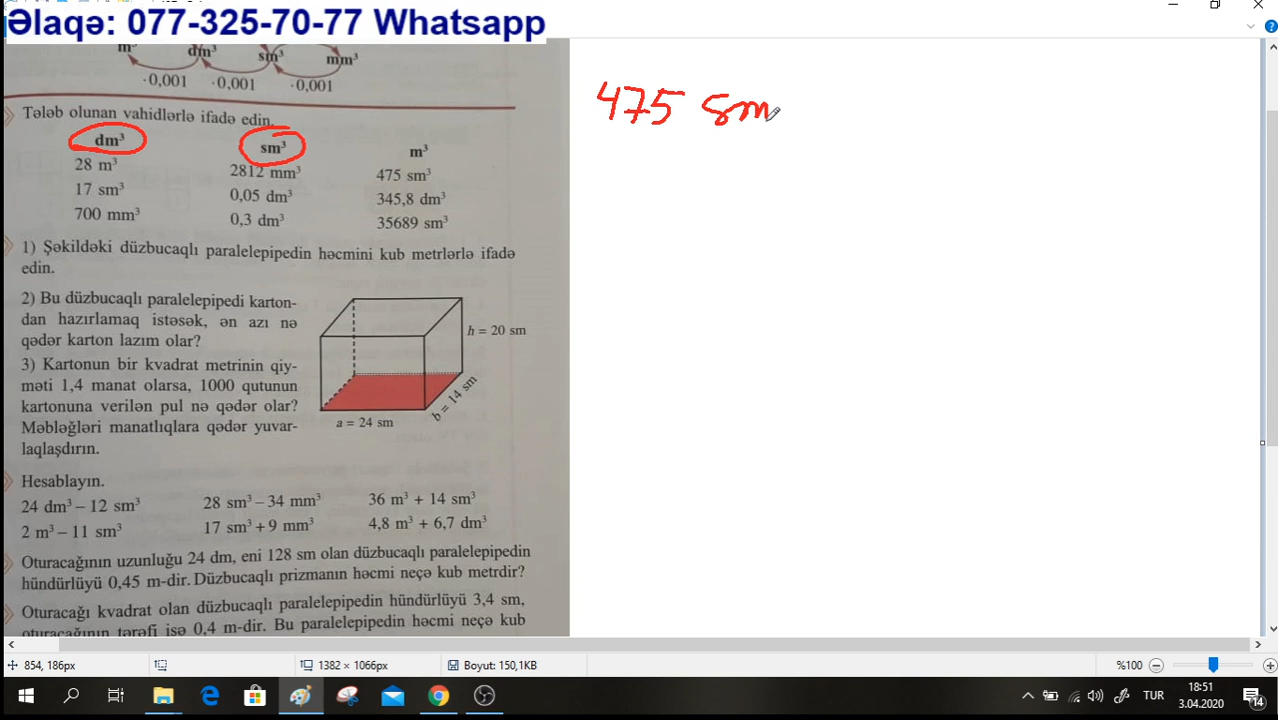 Əlaqə: 077-325-70-77 Whatsapp
m³ dm³ sm³ mm³
·0,001 ·0,001 ·0,001
Tələb olunan vahidlərlə ifadə edin.
dm³ sm³ m³
28 m³ 2812 mm³ 475 sm³
17 sm³ 0,05 dm³ 345,8 dm³
700 mm³ 0,3 dm³ 35689 sm³
475 sm
1) Şəkildəki düzbucaqlı paralelepipedin həcmini kub metrlərlə ifadə
edin.
2) Bu düzbucaqlı paralelepipedi karton-
dan hazırlamaq istəsək, ən azı nə
qədər karton lazım olar?
3) Kartonun bir kvadrat metrinin qiy-
məti 1,4 manat olarsa, 1000 qutunun
kartonuna verilən pul nə qədər olar?
Məbləğləri manatlıqlara qədər yuvar-
laqlaşdırın.
h = 20 sm
b = 14 sm
a = 24 sm
Hesablayın.
24 dm³ – 12 sm³ 28 sm³ – 34 mm³ 36 m³ + 14 sm³
2 m³ – 11 sm³ 17 sm³ + 9 mm³ 4,8 m³ + 6,7 dm³
Oturacağının uzunluğu 24 dm, eni 128 sm olan düzbucaqlı paralelepipedin
hündürlüyü 0,45 m-dir. Düzbucaqlı prizmanın həcmi neçə kub metrdir?
Oturacağı kvadrat olan düzbucaqlı paralelepipedin hündürlüyü 3,4 sm,
oturacağının tərəfi isə 0,4 m-dir. Bu paralelepipedin həcmi neçə kub
854, 186px 1382 × 1066px Boyut: 150,1KB %100
TUR 18:51
3.04.2020 14